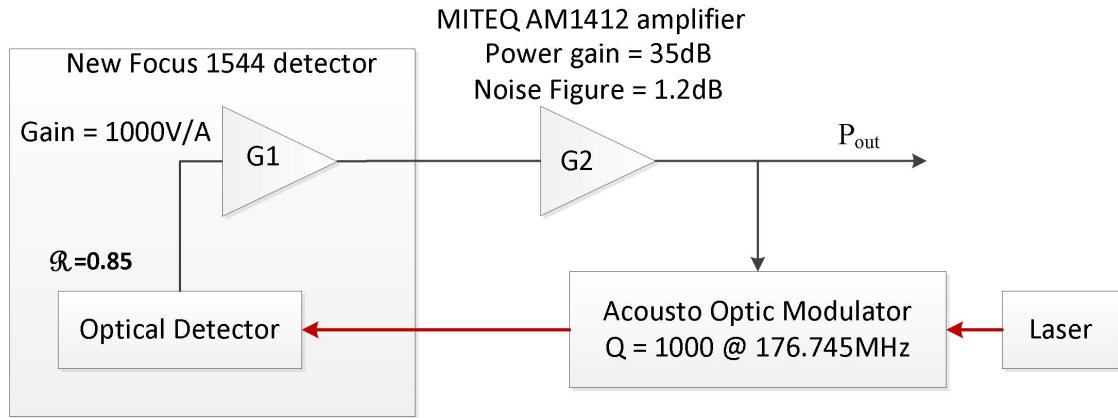 MITEQ AM1412 amplifier
Power gain = 35dB
Noise Figure = 1.2dB
New Focus 1544 detector
Gain = 1000V/A
G1
G2
Pout
ℛ=0.85
Optical Detector
Acousto Optic Modulator
Q = 1000 @ 176.745MHz
Laser